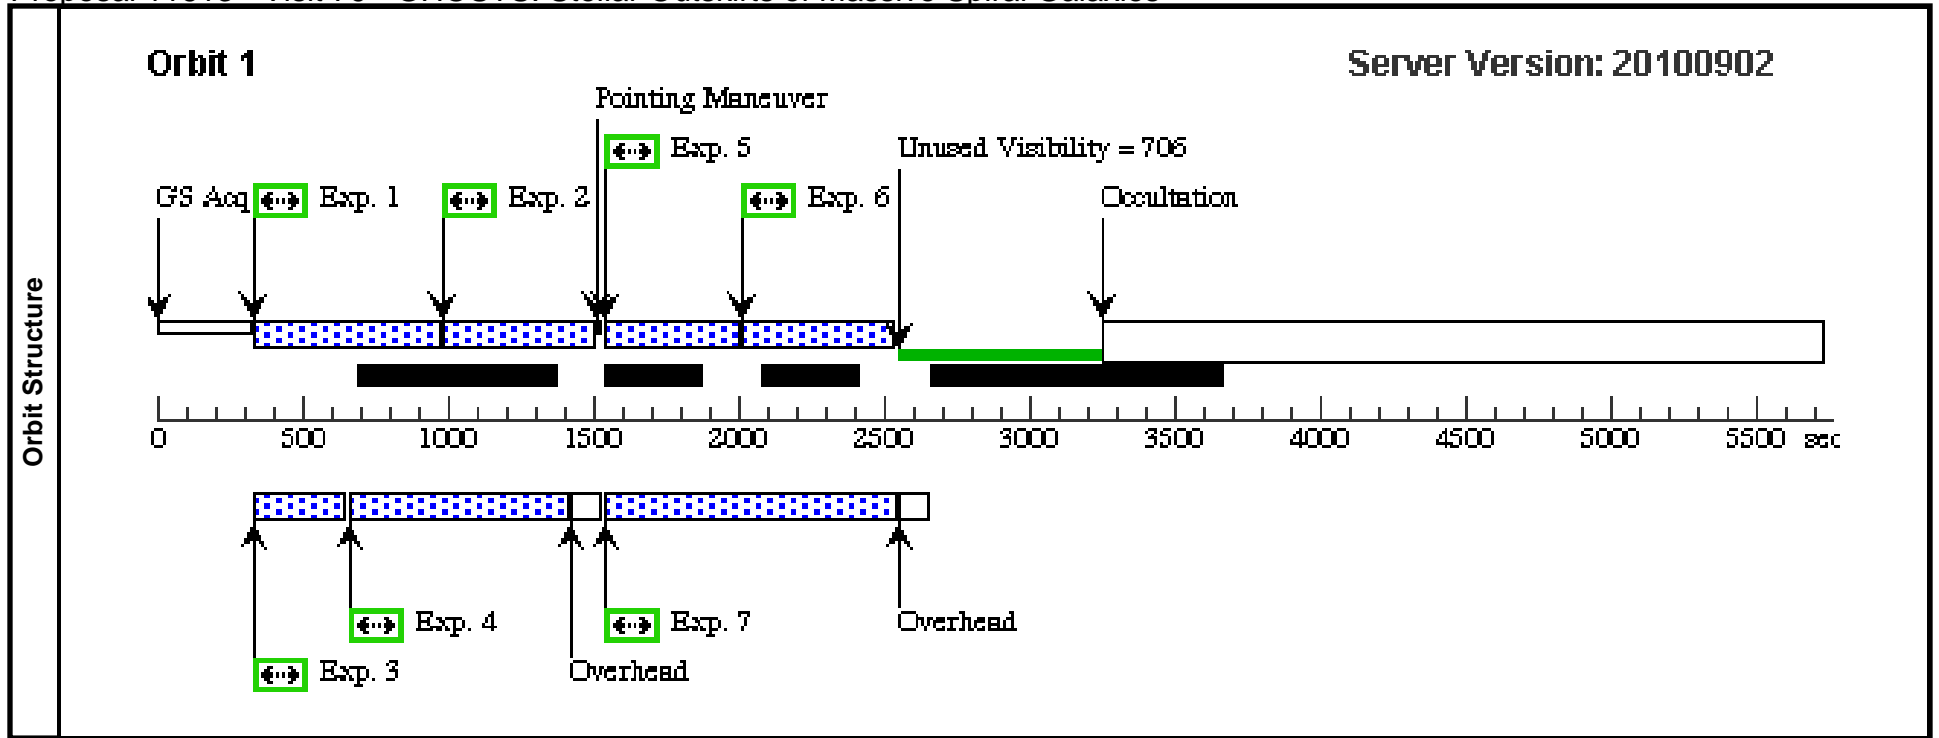 Orbit 1
Server Version: 20100902
Pointing Maneuver
Exp. 5
Unused Visibility = 706
GS Acq
Exp. 1
Exp. 2
Exp. 6
Occultation
Orbit Structure
0 500 1000 1500 2000 2500 3000 3500 4000 4500 5000 5500 sec
Exp. 4
Exp. 7
Overhead
Exp. 3
Overhead